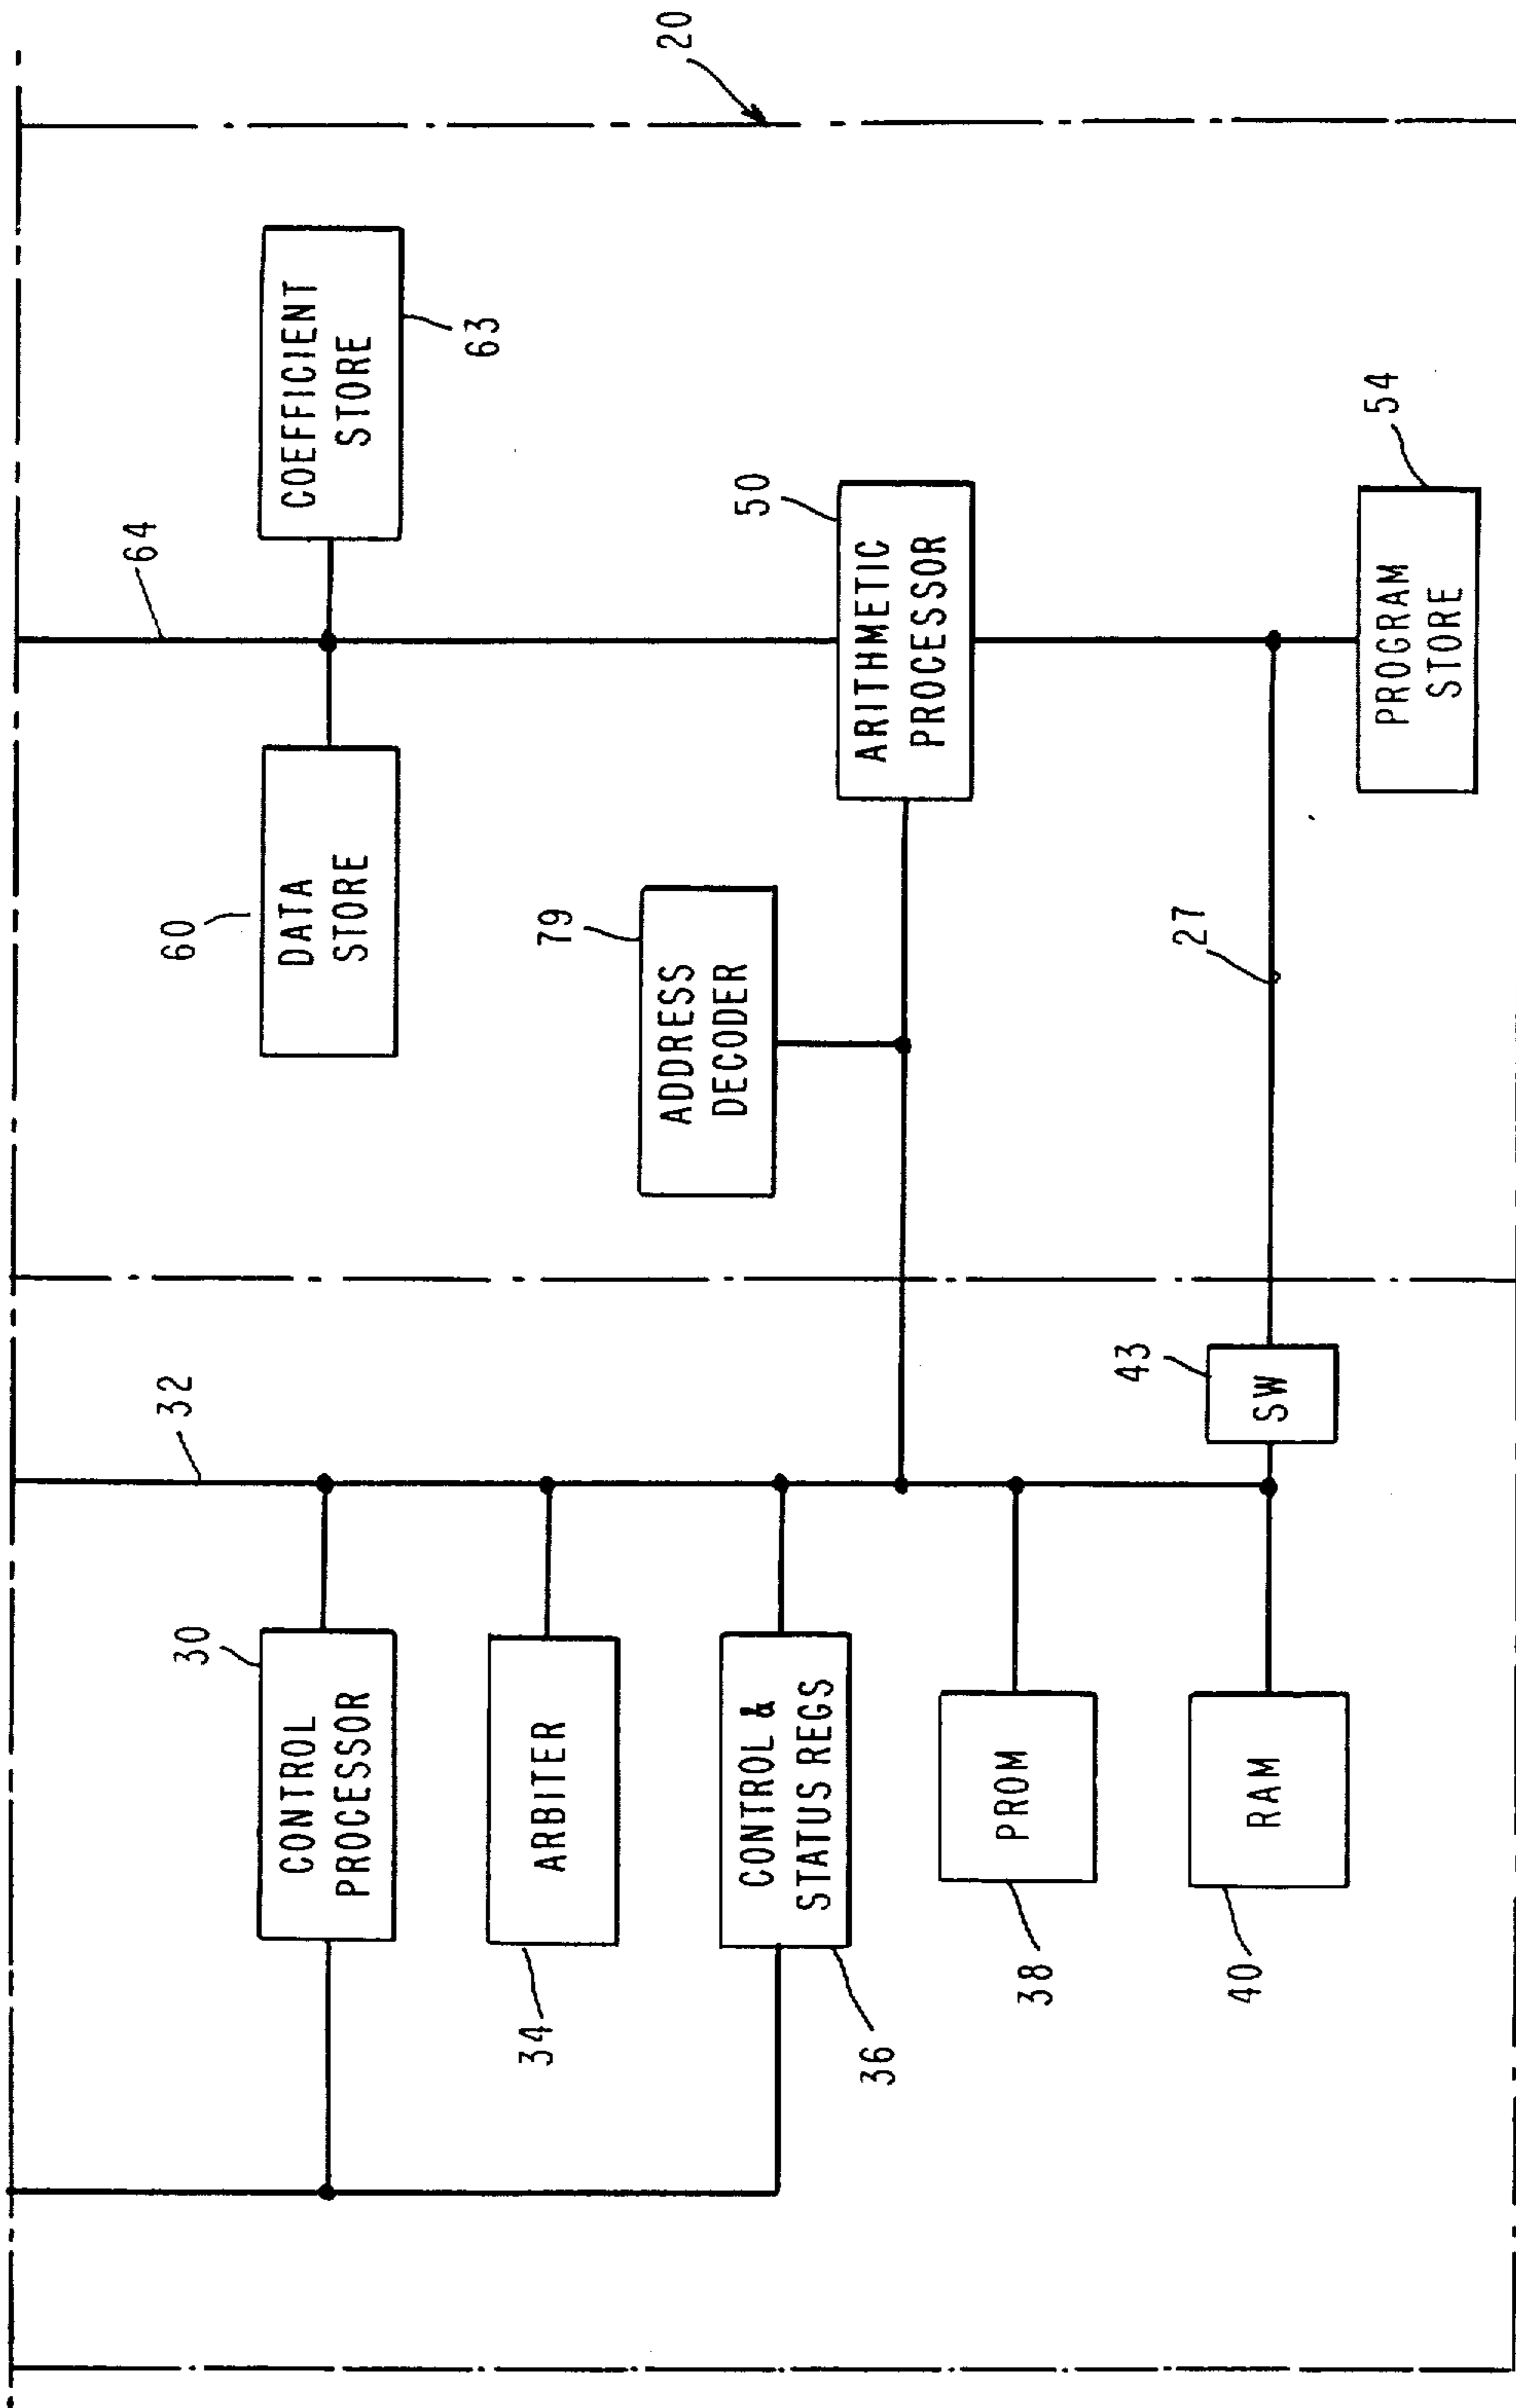 20
64
COEFFICIENT
STORE
63
60
DATA
STORE
50
ARITHMETIC
PROCESSOR
79
ADDRESS
DECODER
54
PROGRAM
STORE
27
32
43
SW
30
CONTROL
PROCESSOR
ARBITER
34
CONTROL &
STATUS REGS
36
PROM
38
RAM
40